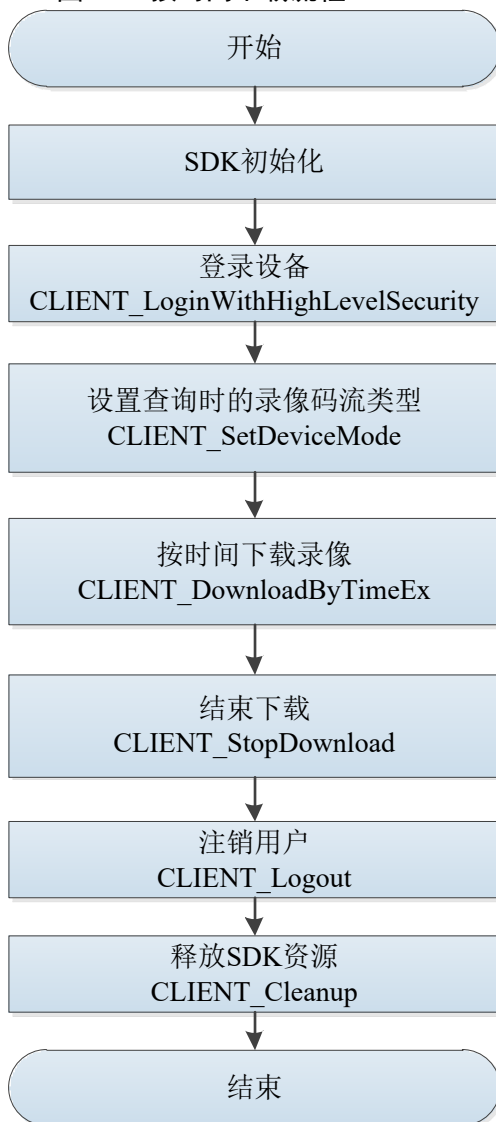 开始
SDK初始化
登录设备
CLIENT_LoginWithHighLevelSecurity
设置查询时的录像码流类型
CLIENT_SetDeviceMode
按时间下载录像
CLIENT_DownloadByTimeEx
结束下载
CLIENT_StopDownload
注销用户
CLIENT_Logout
释放SDK资源
CLIENT_Cleanup
结束